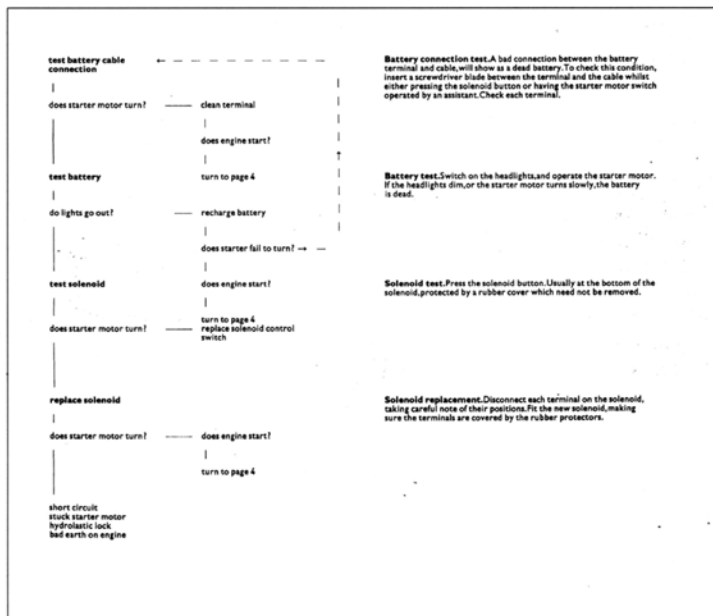 test battery cable
connection
does starter motor turn?
clean terminal
does engine start?
turn to page 4
test battery
do lights go out?
recharge battery
does starter fail to turn?
does engine start?
turn to page 4
test solenoid
does starter motor turn?
replace solenoid control
switch
replace solenoid
does starter motor turn?
does engine start?
turn to page 4
short circuit
stuck starter motor
hydrolastic lock
bad earth on engine
Battery connection test.A bad connection between the battery
terminal and cable,will show as a dead battery.To check this condition,
insert a screwdriver blade between the terminal and the cable whilst
either pressing the solenoid button or having the starter motor switch
operated by an assistant.Check each terminal.
Battery test.Switch on the headlights,and operate the starter motor.
If the headlights dim,or the starter motor turns slowly,the battery
is dead.
Solenoid test.Press the solenoid button.Usually at the bottom of the
solenoid,protected by a rubber cover which need not be removed.
Solenoid replacement.Disconnect each terminal on the solenoid,
taking careful note of their positions.Fit the new solenoid,making
sure the terminals are covered by the rubber protectors.